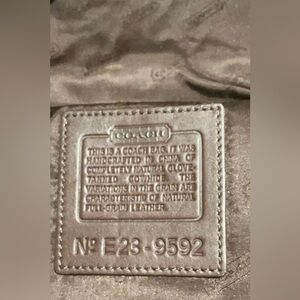 COACH
THIS IS A COACH BAG. IT WAS
HANDCRAFTED IN CHINA OF
COMPLETELY NATURAL GLOVE-
TANNED COWHIDE. THE
VARIATIONS IN THE GRAIN ARE
CHARACTERISTIC OF NATURAL
FULL-GRAIN LEATHER.
Nº E23-9592